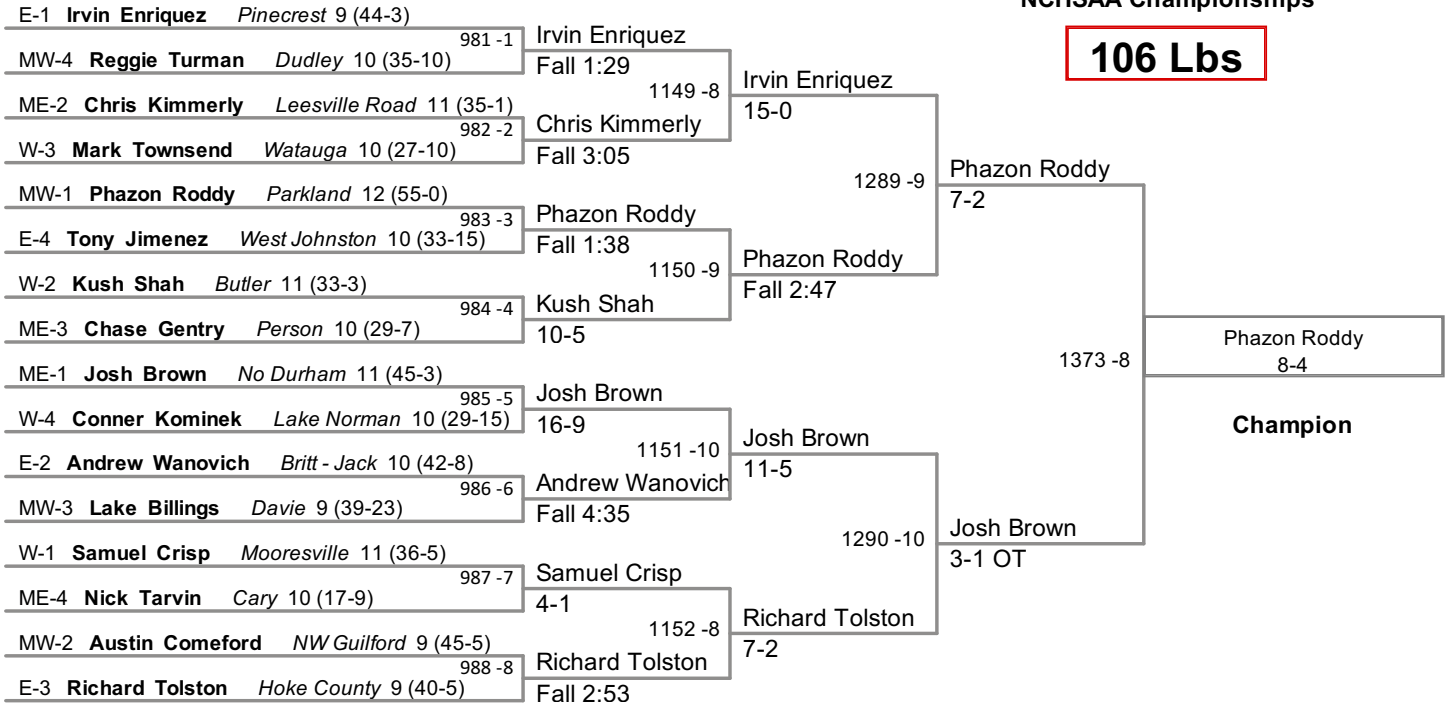 NCHSAA Championships
106 Lbs
E-1 Irvin Enriquez Pinecrest 9 (44-3)
981 -1
MW-4 Reggie Turman Dudley 10 (35-10)
Irvin Enriquez
Fall 1:29
ME-2 Chris Kimmerly Leesville Road 11 (35-1)
982 -2
W-3 Mark Townsend Watauga 10 (27-10)
Chris Kimmerly
Fall 3:05
1149 -8
Irvin Enriquez
15-0
MW-1 Phazon Roddy Parkland 12 (55-0)
983 -3
E-4 Tony Jimenez West Johnston 10 (33-15)
Phazon Roddy
Fall 1:38
W-2 Kush Shah Butler 11 (33-3)
984 -4
ME-3 Chase Gentry Person 10 (29-7)
Kush Shah
10-5
1150 -9
Phazon Roddy
Fall 2:47
1289 -9
Phazon Roddy
7-2
ME-1 Josh Brown No Durham 11 (45-3)
985 -5
W-4 Conner Kominek Lake Norman 10 (29-15)
Josh Brown
16-9
E-2 Andrew Wanovich Britt - Jack 10 (42-8)
986 -6
MW-3 Lake Billings Davie 9 (39-23)
Andrew Wanovich
Fall 4:35
1151 -10
Josh Brown
11-5
W-1 Samuel Crisp Mooresville 11 (36-5)
987 -7
ME-4 Nick Tarvin Cary 10 (17-9)
Samuel Crisp
4-1
MW-2 Austin Comeford NW Guilford 9 (45-5)
988 -8
E-3 Richard Tolston Hoke County 9 (40-5)
Richard Tolston
Fall 2:53
1152 -8
Richard Tolston
7-2
1290 -10
Josh Brown
3-1 OT
1373 -8
Phazon Roddy
8-4
Champion